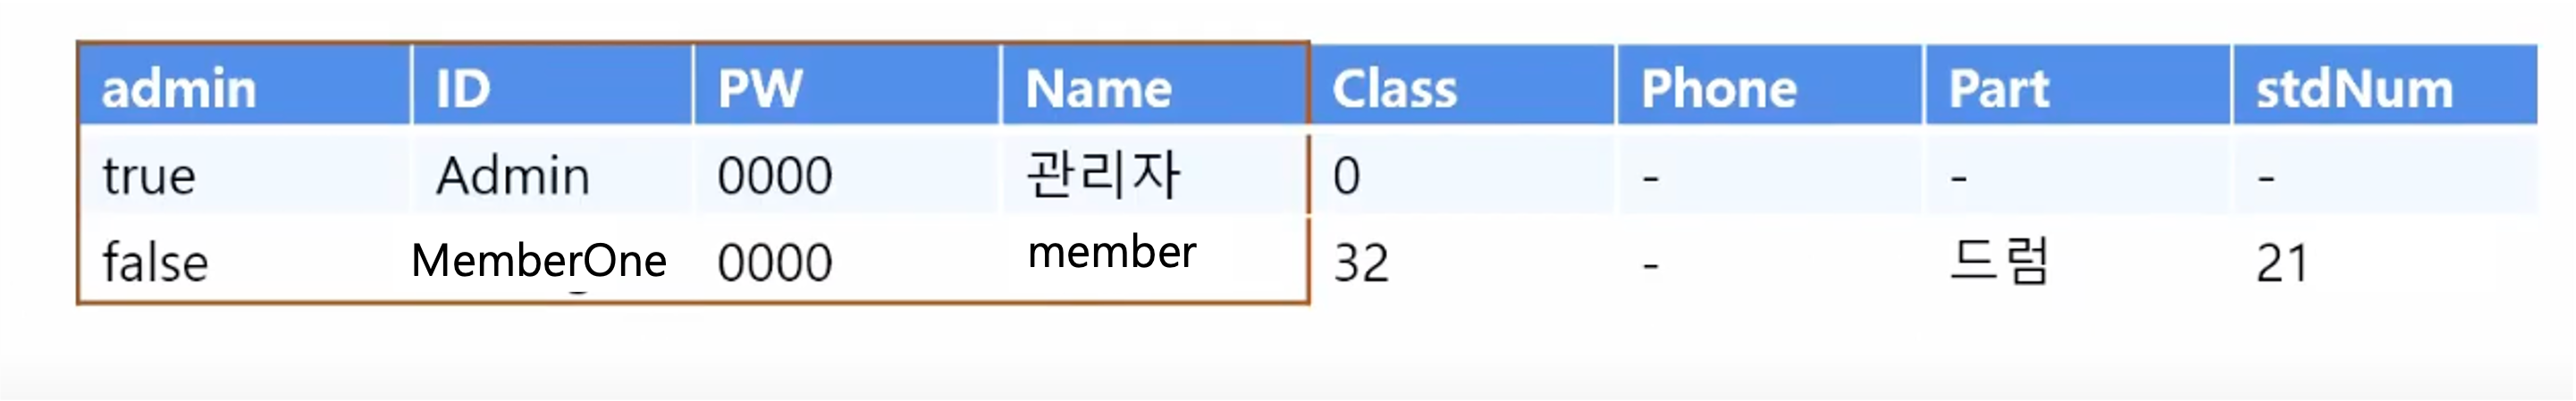 admin ID PW Name Class Phone Part stdNum
true Admin 0000 관리자 0 - - -
false MemberOne 0000 member 32 - 드럼 21